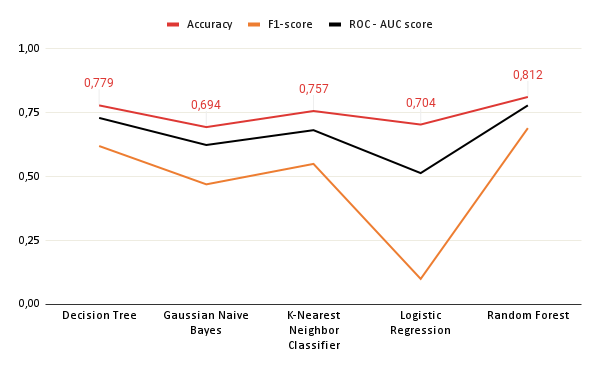 Accuracy F1-score ROC - AUC score
1,00
0,75
0,50
0,25
0,00
0,779
0,694
0,757
0,704
0,812
Decision Tree
Gaussian Naive
Bayes
K-Nearest
Neighbor
Classifier
Logistic
Regression
Random Forest